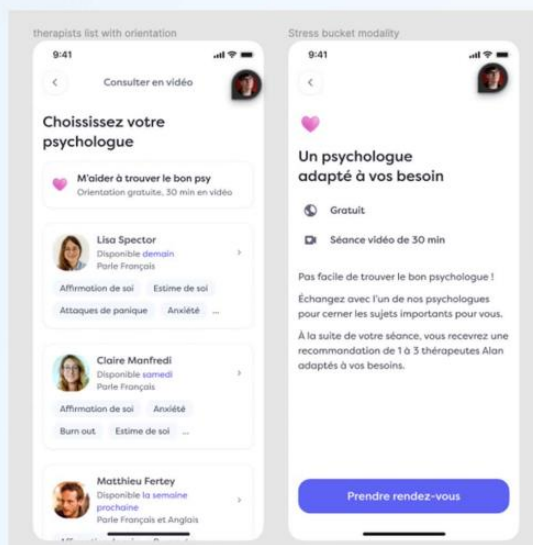 therapists list with orientation
9:41
Consulter en vidéo
Choississez votre
psychologue
M'aider à trouver le bon psy
Orientation gratuite, 30 min en vidéo
Lisa Spector
Disponible demain
Parle Français
Affirmation de soi
Estime de soi
Attaques de panique
Anxiété
...
Claire Manfredi
Disponible samedi
Parle Français
Affirmation de soi
Anxiété
Burn out
Estime de soi
...
Matthieu Fertey
Disponible la semaine
prochaine
Parle Français et Anglais
Stress bucket modality
9:41
Un psychologue
adapté à vos besoin
Gratuit
Séance vidéo de 30 min
Pas facile de trouver le bon psychologue !
Échangez avec l'un de nos psychologues
pour cerner les sujets importants pour vous.
À la suite de votre séance, vous recevrez une
recommandation de 1 à 3 thérapeutes Alan
adaptés à vos besoins.
Prendre rendez-vous